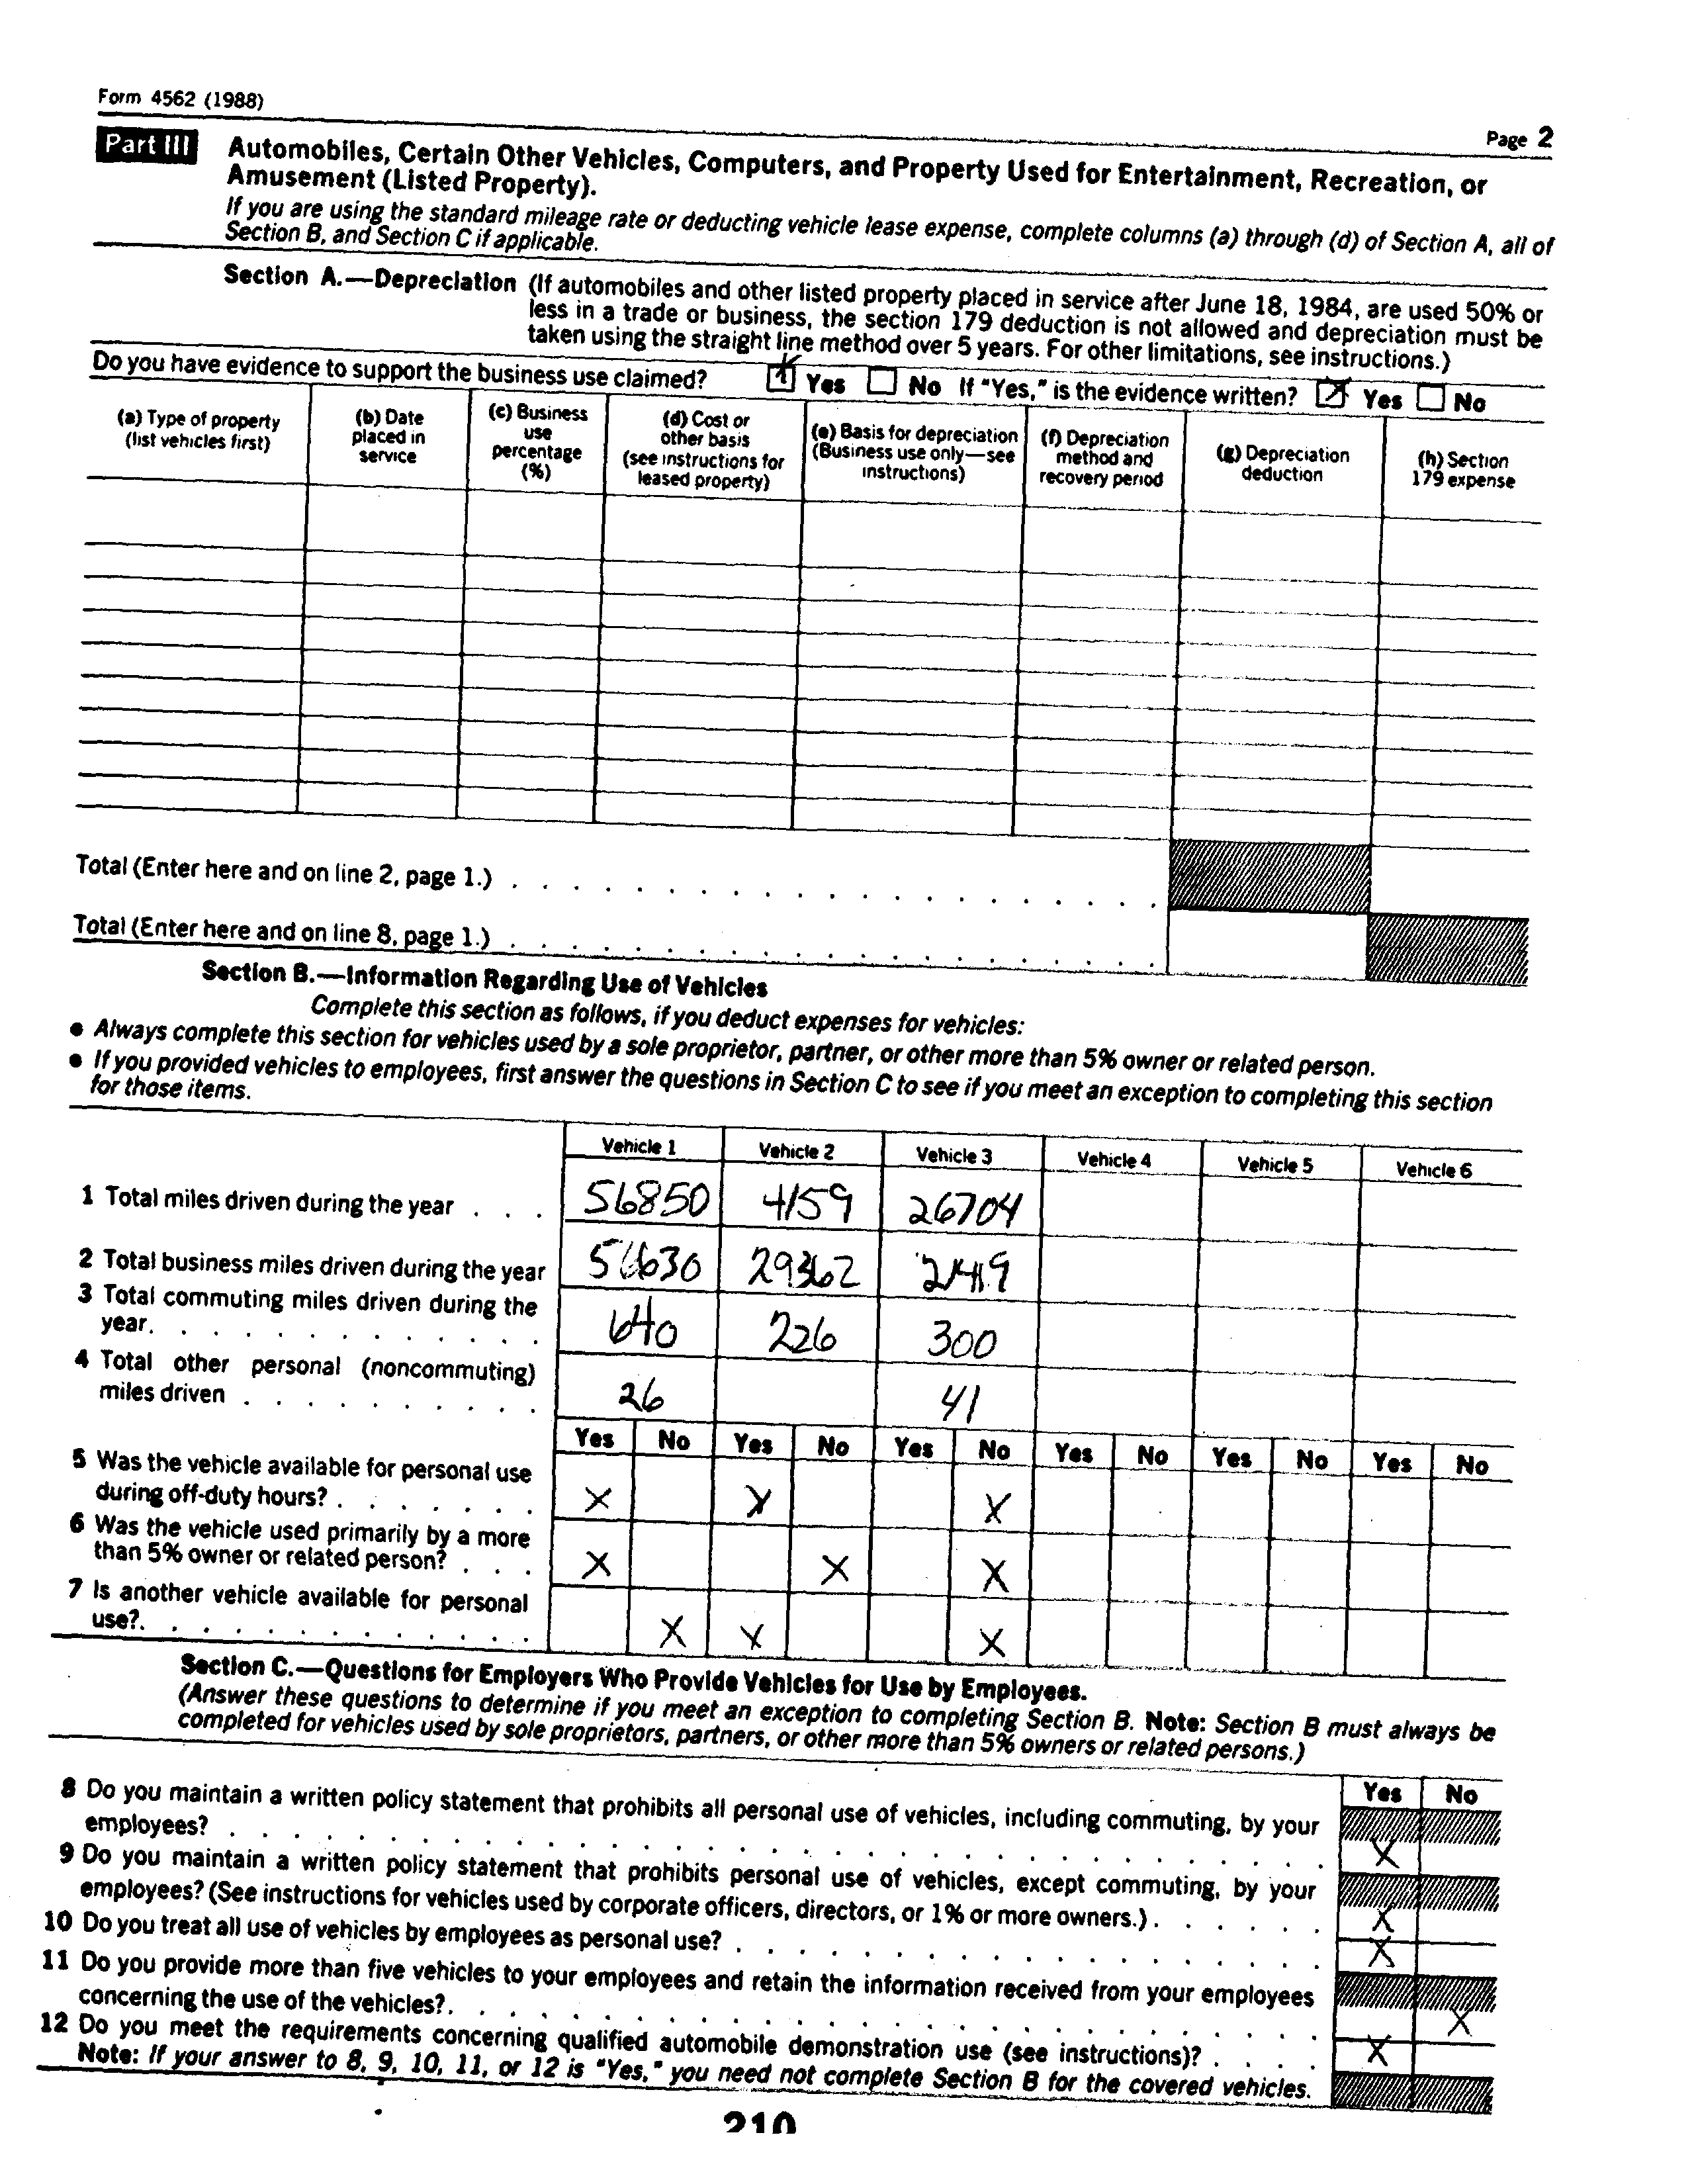 Form 4562 (1988)
Page 2
Part III Automobiles, Certain Other Vehicles, Computers, and Property Used for Entertainment, Recreation, or
Amusement (Listed Property).
If you are using the standard mileage rate or deducting vehicle lease expense, complete columns (a) through (d) of Section A, all of
Section B, and Section C if applicable.
Section A.—Depreciation (If automobiles and other listed property placed in service after June 18, 1984, are used 50% or
less in a trade or business, the section 179 deduction is not allowed and depreciation must be
taken using the straight line method over 5 years. For other limitations, see instructions.)
Do you have evidence to support the business use claimed? X Yes No If "Yes," is the evidence written? X Yes No
(a) Type of property
(list vehicles first)
(b) Date
placed in
service
(c) Business
use
percentage
(%)
(d) Cost or
other basis
(see instructions for
leased property)
(e) Basis for depreciation
(Business use only—see
instructions)
(f) Depreciation
method and
recovery period
(g) Depreciation
deduction
(h) Section
179 expense
Total (Enter here and on line 2, page 1.) . . . . . . . . . . . . . . . . . . . . .
Total (Enter here and on line 8, page 1.) . . . . . . . . . . . . . . . . . . . . .
Section B.—Information Regarding Use of Vehicles
Complete this section as follows, if you deduct expenses for vehicles:
● Always complete this section for vehicles used by a sole proprietor, partner, or other more than 5% owner or related person.
● If you provided vehicles to employees, first answer the questions in Section C to see if you meet an exception to completing this section
for those items.
Vehicle 1 Vehicle 2 Vehicle 3 Vehicle 4 Vehicle 5 Vehicle 6
1 Total miles driven during the year . . . 56850 4159 26704
2 Total business miles driven during the year 56630 29362
3 Total commuting miles driven during the
year. . . . . . . . . . . . . 640 226 300
4 Total other personal (noncommuting)
miles driven . . . . . . . . . . 26 41
Yes No Yes No Yes No Yes No Yes No Yes No
5 Was the vehicle available for personal use
during off-duty hours? . . . . . . . X X X
6 Was the vehicle used primarily by a more
than 5% owner or related person? . . . X X X
7 Is another vehicle available for personal
use?. . . . . . . . . . . . . X X X
Section C.—Questions for Employers Who Provide Vehicles for Use by Employees.
(Answer these questions to determine if you meet an exception to completing Section B. Note: Section B must always be
completed for vehicles used by sole proprietors, partners, or other more than 5% owners or related persons.)
Yes No
8 Do you maintain a written policy statement that prohibits all personal use of vehicles, including commuting, by your
employees? . . . . . . . . . . . . . . . . . . . . . . . . . . . . . . . . . . . X
9 Do you maintain a written policy statement that prohibits personal use of vehicles, except commuting, by your
employees? (See instructions for vehicles used by corporate officers, directors, or 1% or more owners.) . . . . . . X
10 Do you treat all use of vehicles by employees as personal use? . . . . . . . . . . . . . . . . . . . X
11 Do you provide more than five vehicles to your employees and retain the information received from your employees
concerning the use of the vehicles?. . . . . . . . . . . . . . . . . . . . . . . . . . . . X
12 Do you meet the requirements concerning qualified automobile demonstration use (see instructions)? . . . . X
Note: If your answer to 8, 9, 10, 11, or 12 is "Yes," you need not complete Section B for the covered vehicles.
210